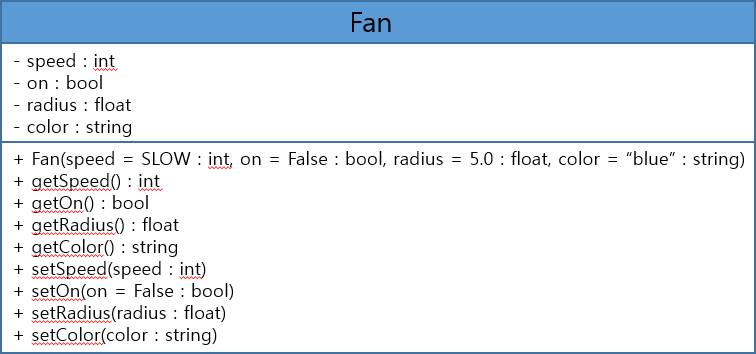 Fan
- speed : int
- on : bool
- radius : float
- color : string
+ Fan(speed = SLOW : int, on = False : bool, radius = 5.0 : float, color = “blue” : string)
+ getSpeed() : int
+ getOn() : bool
+ getRadius() : float
+ getColor() : string
+ setSpeed(speed : int)
+ setOn(on = False : bool)
+ setRadius(radius : float)
+ setColor(color : string)